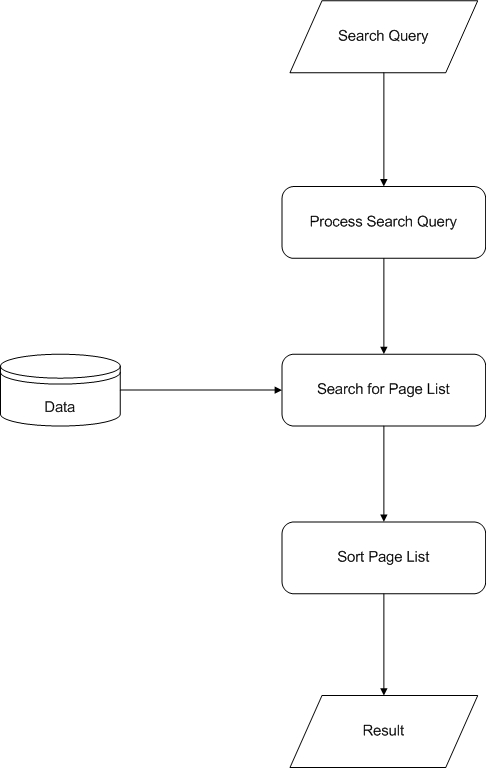 Search Query
Process Search Query
Data
Search for Page List
Sort Page List
Result